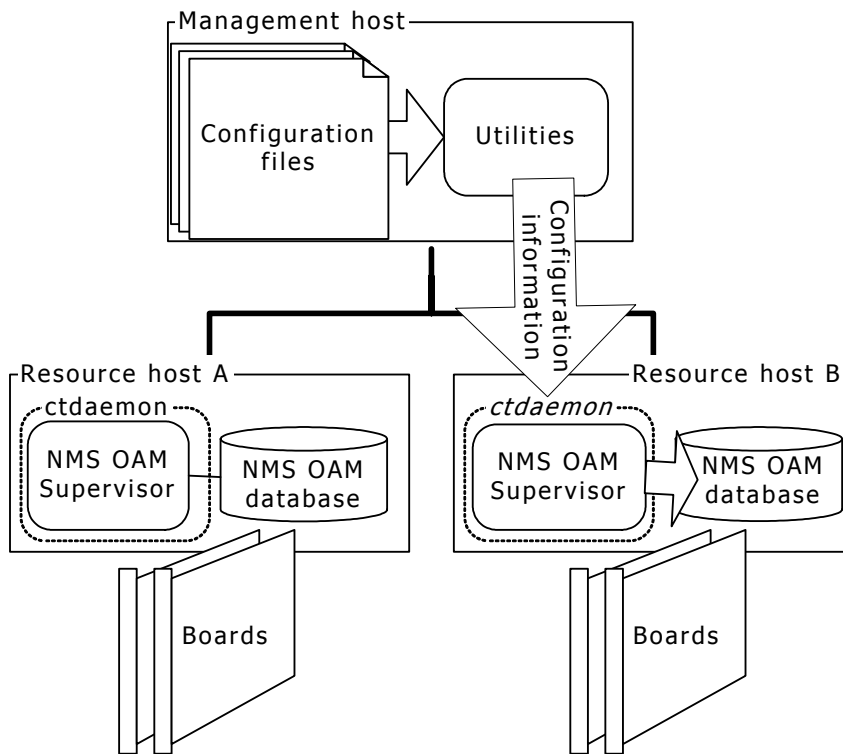 Management host
Configuration
files
Utilities
Configuration
information
Resource host A
ctdaemon
NMS OAM
Supervisor
NMS OAM
database
Boards
Resource host B
ctdaemon
NMS OAM
Supervisor
NMS OAM
database
Boards